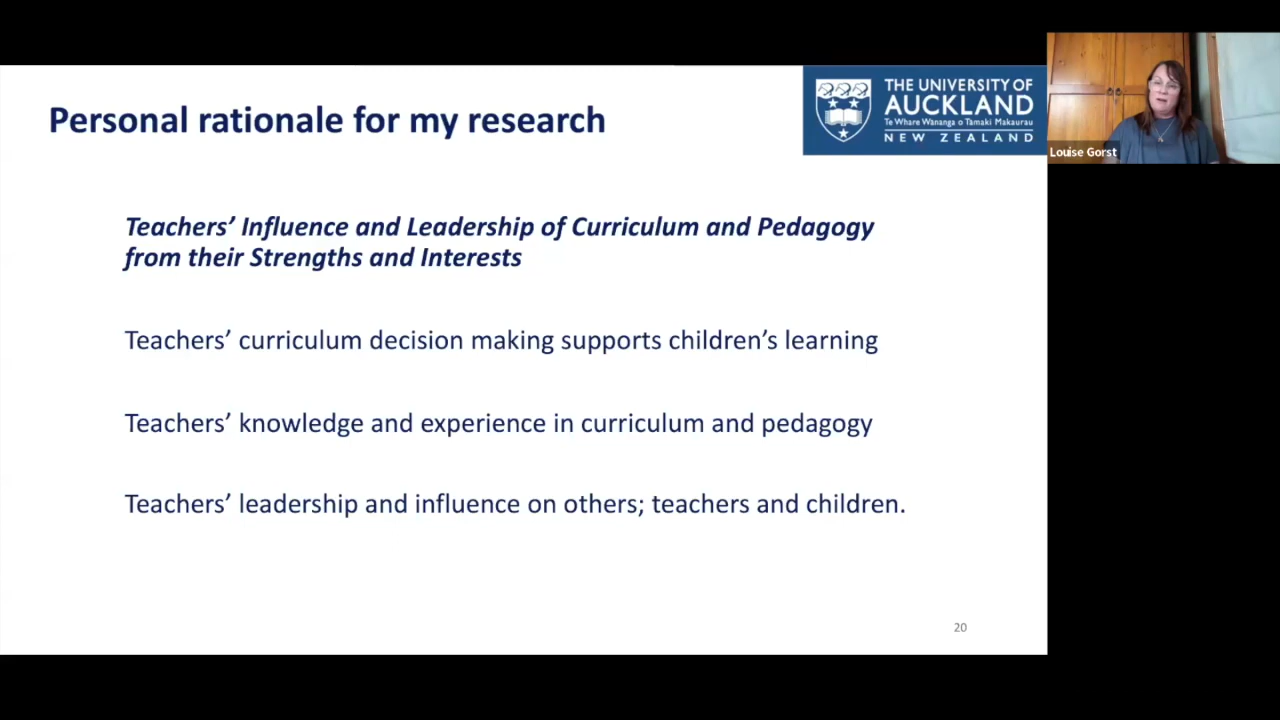 Personal rationale for my research
THE UNIVERSITY OF
AUCKLAND
Te Whare Wānanga o Tāmaki Makaurau
NEW ZEALAND
Louise Gorst
Teachers’ Influence and Leadership of Curriculum and Pedagogy
from their Strengths and Interests
Teachers’ curriculum decision making supports children’s learning
Teachers’ knowledge and experience in curriculum and pedagogy
Teachers’ leadership and influence on others; teachers and children.
20